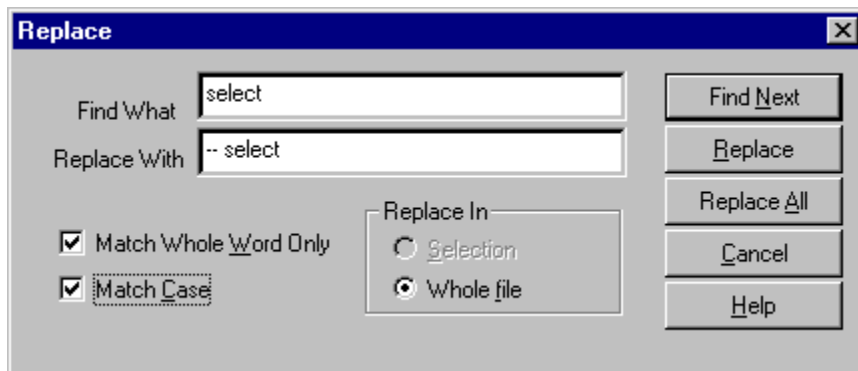 Replace
Find What select
Replace With -- select
Match Whole Word Only
Match Case
Replace In
Selection
Whole file
Find Next
Replace
Replace All
Cancel
Help